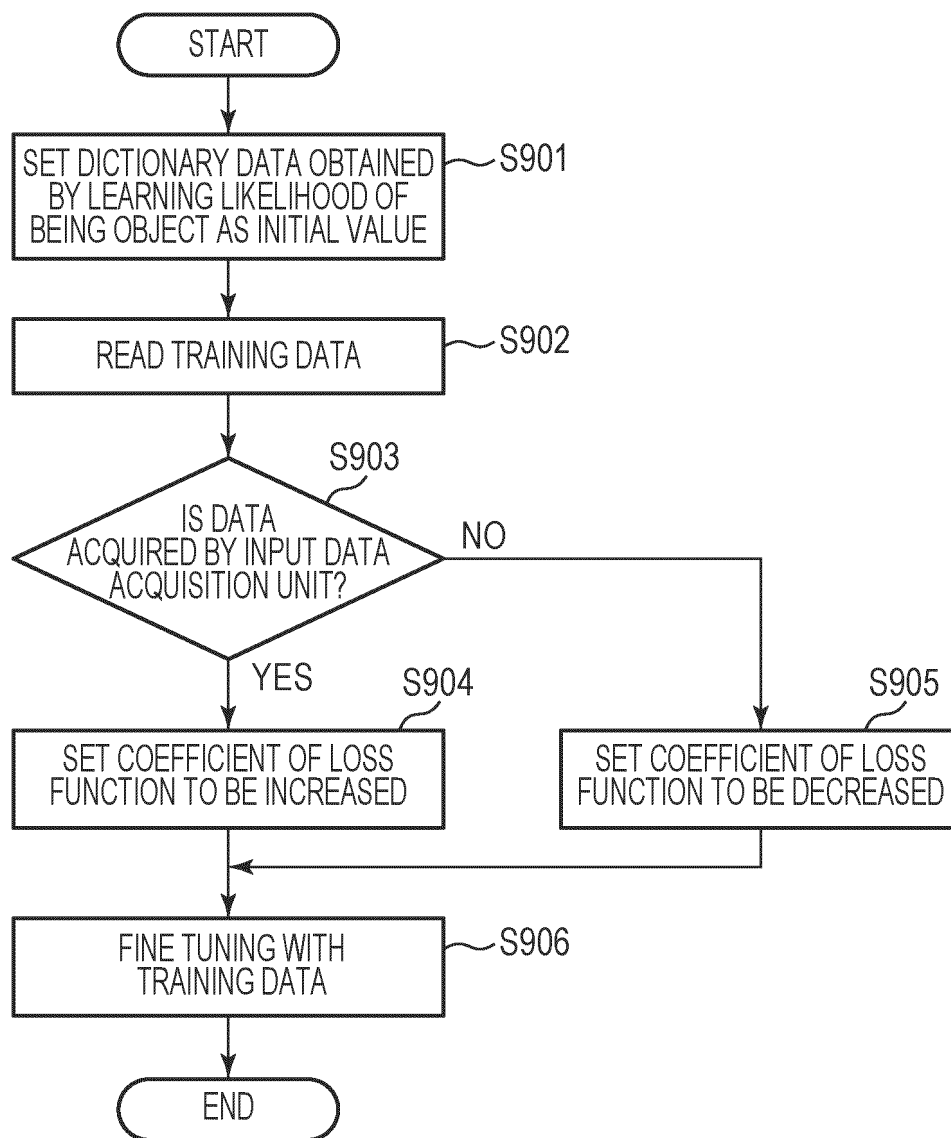 START
SET DICTIONARY DATA OBTAINED
BY LEARNING LIKELIHOOD OF
BEING OBJECT AS INITIAL VALUE
S901
READ TRAINING DATA
S902
S903
IS DATA
ACQUIRED BY INPUT DATA
ACQUISITION UNIT?
NO
YES
S904
SET COEFFICIENT OF LOSS
FUNCTION TO BE INCREASED
S905
SET COEFFICIENT OF LOSS
FUNCTION TO BE DECREASED
FINE TUNING WITH
TRAINING DATA
S906
END